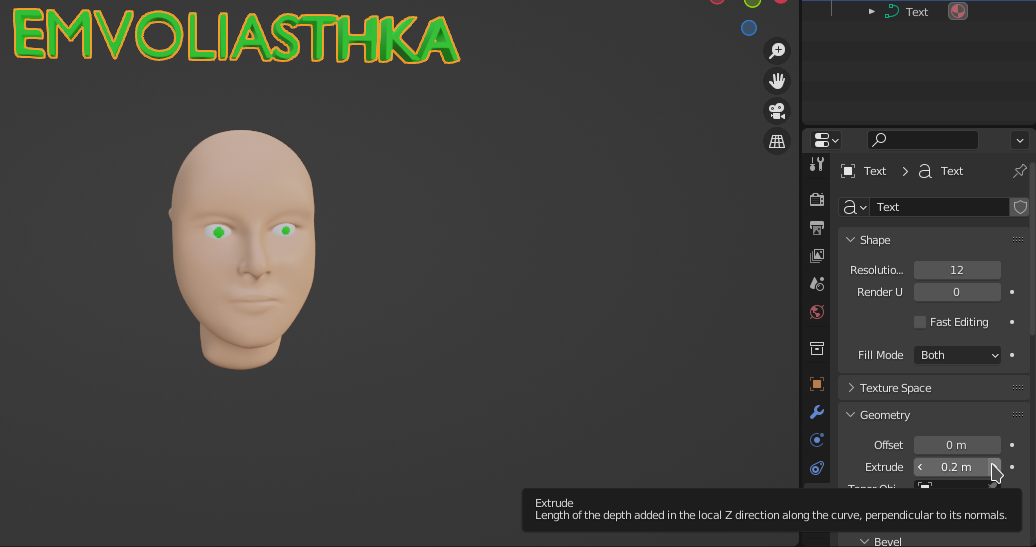 EMVOLIASTHKA
Text
Text > Text
Text
Shape
Resolutio... 12
Render U 0
Fast Editing
Fill Mode Both
Texture Space
Geometry
Offset 0 m
Extrude 0.2 m
Extrude
Length of the depth added in the local Z direction along the curve, perpendicular to its normals.
Bevel